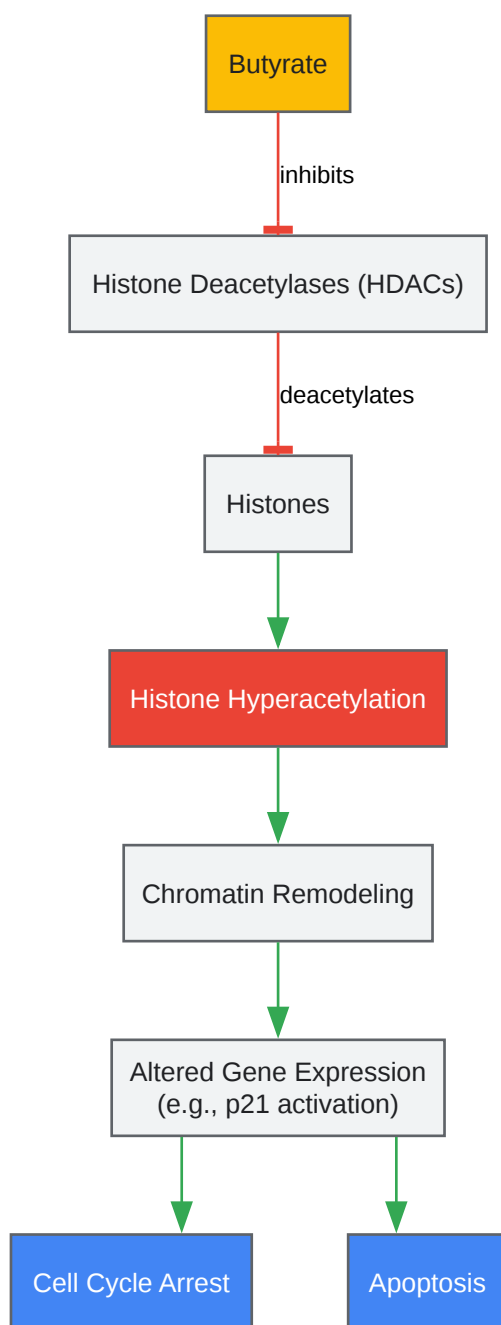 Butyrate
inhibits
Histone Deacetylases (HDACs)
deacetylates
Histones
Histone Hyperacetylation
Chromatin Remodeling
Altered Gene Expression
(e.g., p21 activation)
Cell Cycle Arrest
Apoptosis